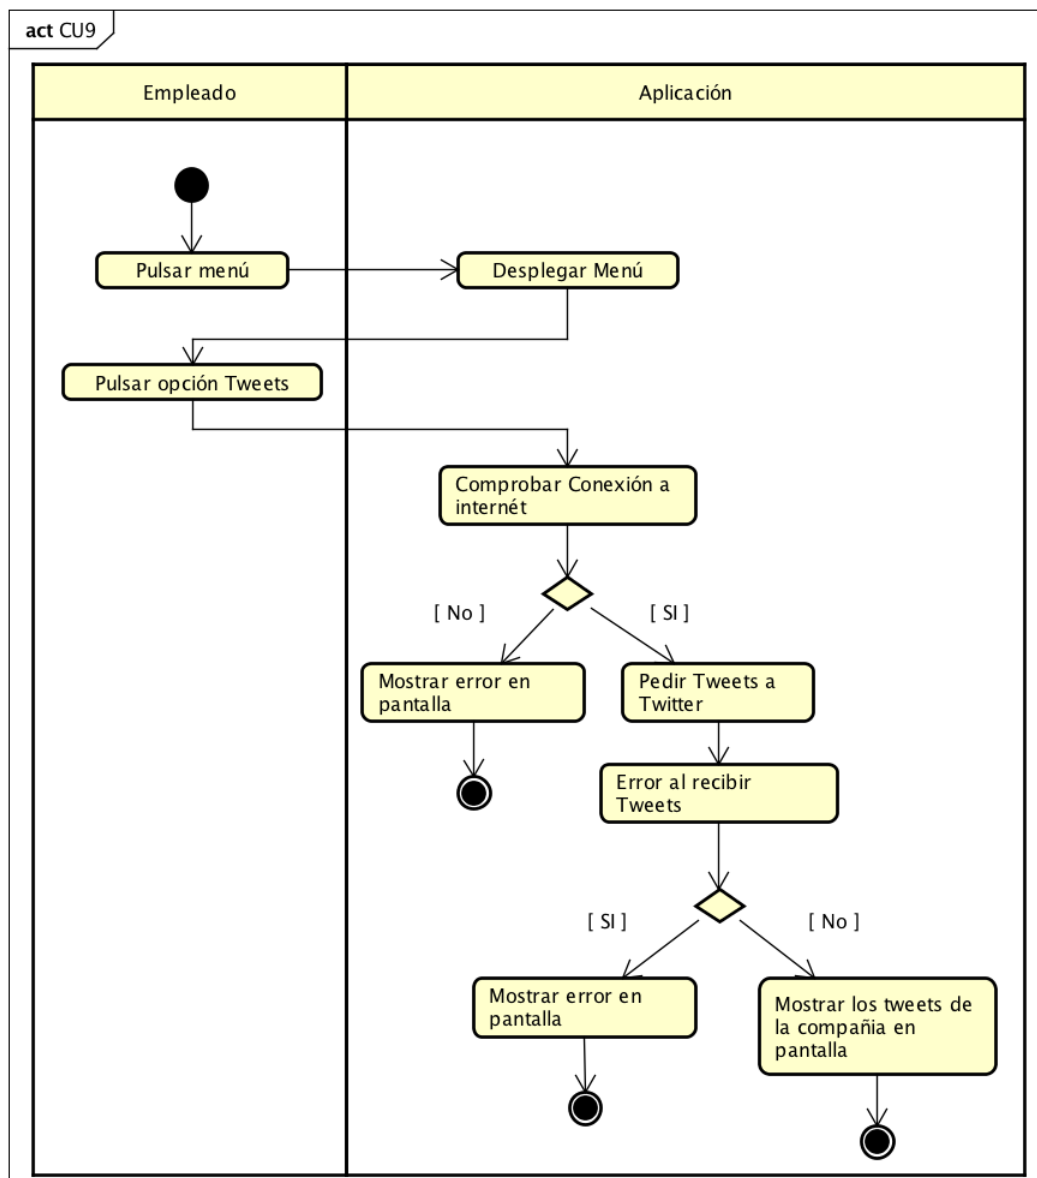 act CU9
Empleado
Aplicación
Pulsar menú
Desplegar Menú
Pulsar opción Tweets
Comprobar Conexión a
internét
[ No ]
[ SI ]
Mostrar error en
pantalla
Pedir Tweets a
Twitter
Error al recibir
Tweets
[ SI ]
[ No ]
Mostrar error en
pantalla
Mostrar los tweets de
la compañia en
pantalla